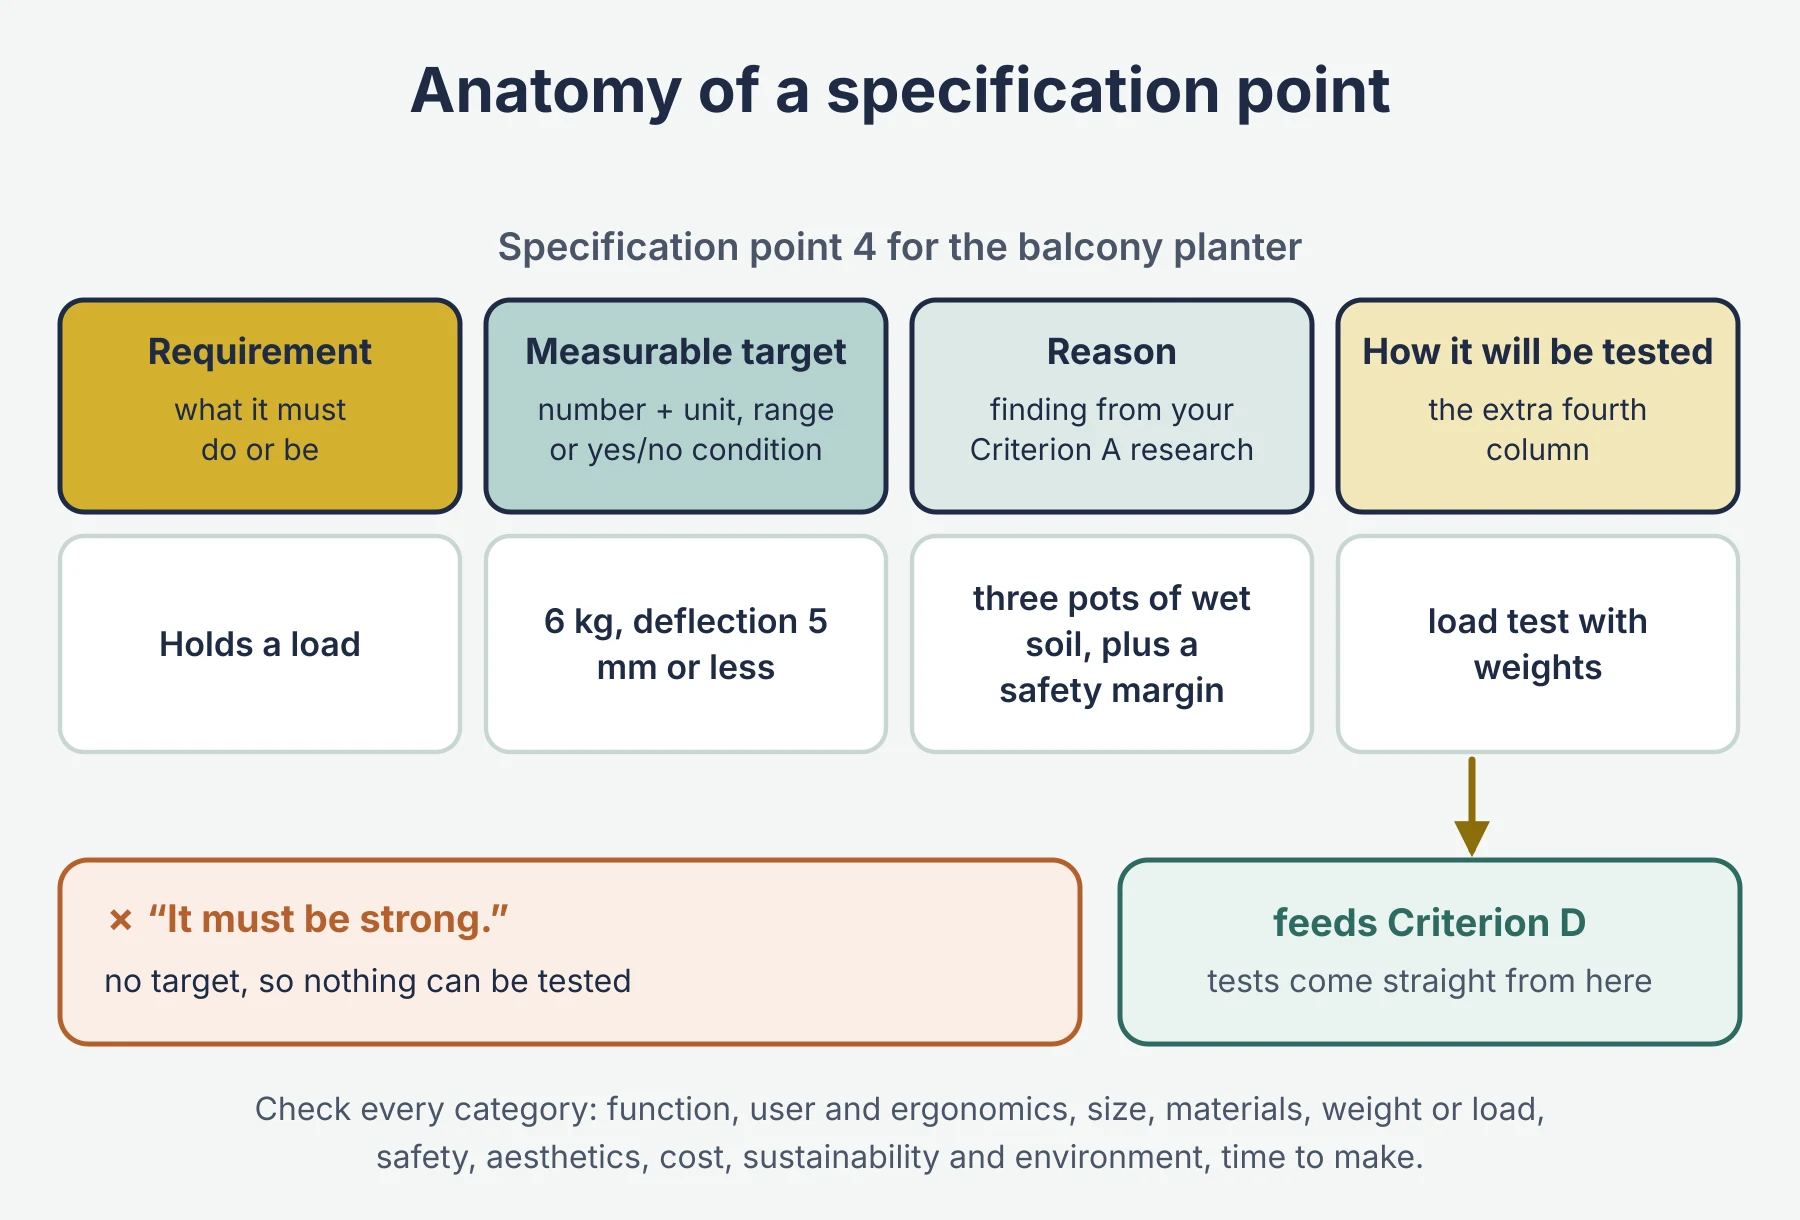 Anatomy of a specification point
Specification point 4 for the balcony planter
Requirement
what it must
do or be
Measurable target
number + unit, range
or yes/no condition
Reason
finding from your
Criterion A research
How it will be tested
the extra fourth
column
Holds a load
6 kg, deflection 5
mm or less
three pots of wet
soil, plus a
safety margin
load test with
weights
× “It must be strong.”
no target, so nothing can be tested
feeds Criterion D
tests come straight from here
Check every category: function, user and ergonomics, size, materials, weight or load,
safety, aesthetics, cost, sustainability and environment, time to make.